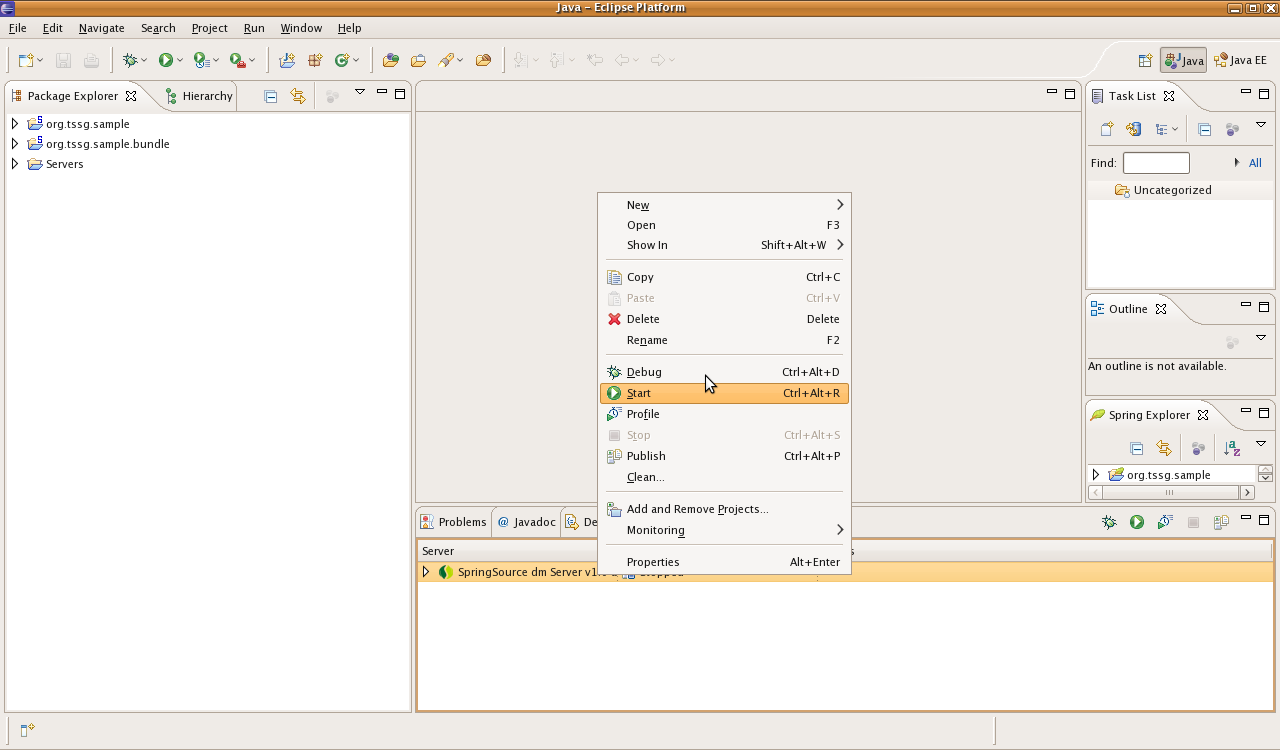 Java - Eclipse Platform
File Edit Navigate Search Project Run Window Help
Java Java EE
Package Explorer Hierarchy
org.tssg.sample
org.tssg.sample.bundle
Servers
New
Open F3
Show In Shift+Alt+W
Copy Ctrl+C
Paste Ctrl+V
Delete Delete
Rename F2
Debug Ctrl+Alt+D
Start Ctrl+Alt+R
Profile
Stop Ctrl+Alt+S
Publish Ctrl+Alt+P
Clean...
Add and Remove Projects...
Monitoring
Properties Alt+Enter
Task List
Find: All
Uncategorized
Outline
An outline is not available.
Spring Explorer
org.tssg.sample
Problems @ Javadoc De
Server s
SpringSource dm Server